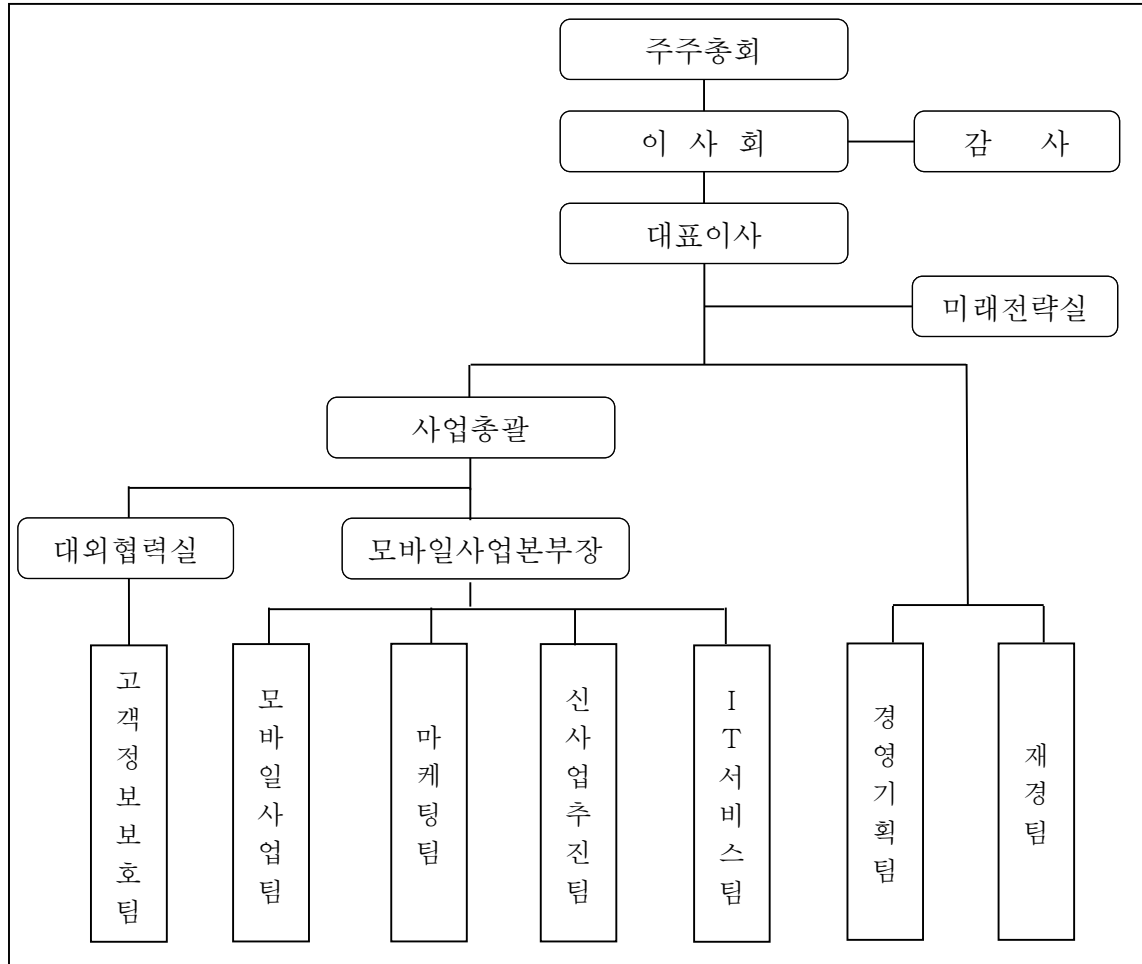 주주총회
이 사 회
감 사
대표이사
미래전략실
사업총괄
대외협력실
모바일사업본부장
고객정보보호팀
모바일사업팀
마케팅팀
신사업추진팀
IT서비스팀
경영기획팀
재경팀